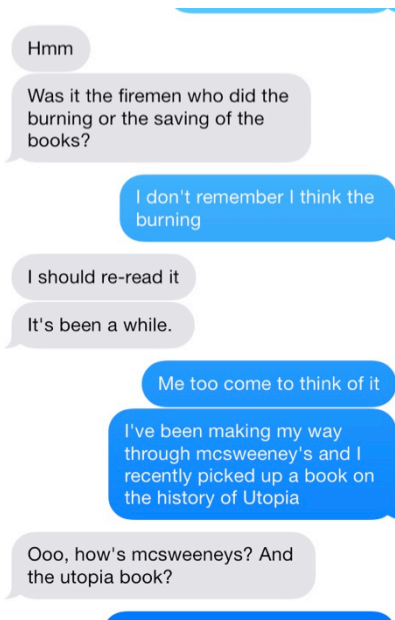 Hmm
Was it the firemen who did the
burning or the saving of the
books?
I don't remember I think the
burning
I should re-read it
It's been a while.
Me too come to think of it
I've been making my way
through mcsweeney's and I
recently picked up a book on
the history of Utopia
Ooo, how's mcsweeneys? And
the utopia book?